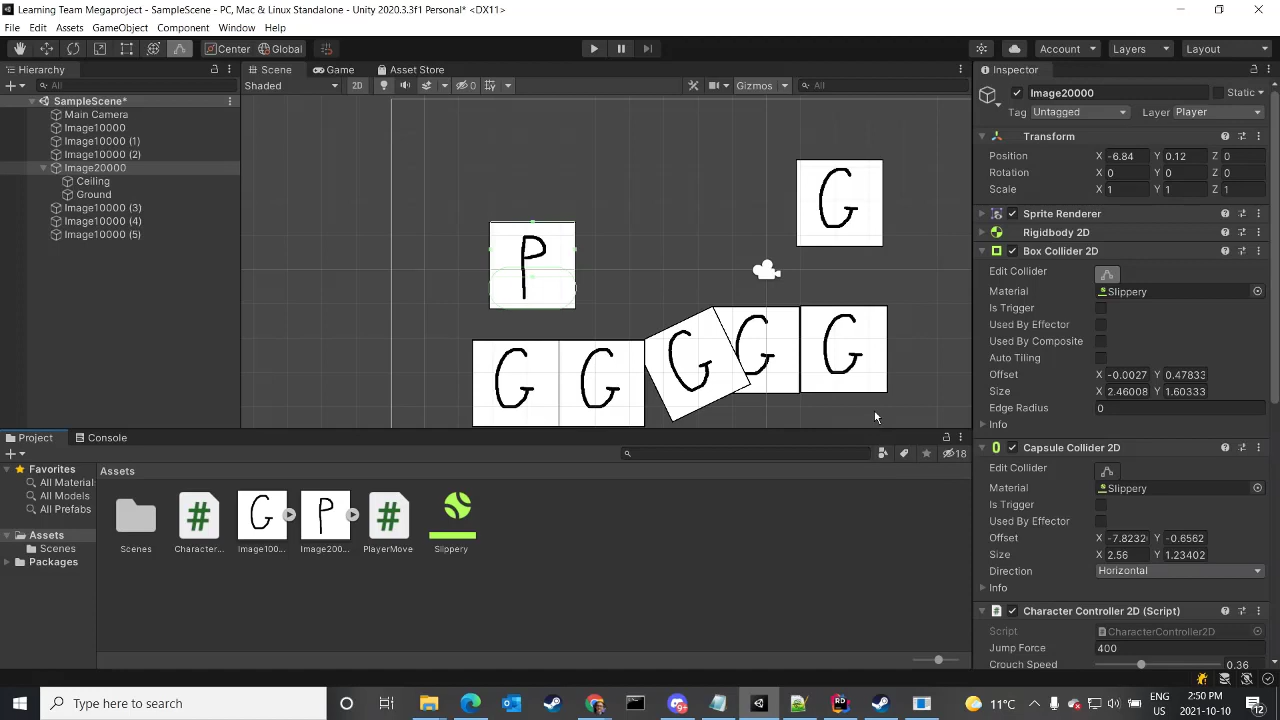 Learning Team Megaproject - SampleScene - PC, Mac & Linux Standalone - Unity 2020.3.3f1 Personal* <DX11>
File Edit Assets GameObject Component Window Help
Center Global Account Layers Layout
Hierarchy
All
SampleScene*
Main Camera
Image10000
Image10000 (1)
Image10000 (2)
Image20000
Ceiling
Ground
Image10000 (3)
Image10000 (4)
Image10000 (5)
Scene Game Asset Store
Shaded 2D 0 Gizmos All
G
P
G G G G G
Inspector
Image20000 Static
Tag Untagged Layer Player
Transform
Position X -6.84 Y 0.12 Z 0
Rotation X 0 Y 0 Z 0
Scale X 1 Y 1 Z 1
Sprite Renderer
Rigidbody 2D
Box Collider 2D
Edit Collider
Material Slippery
Is Trigger
Used By Effector
Used By Composite
Auto Tiling
Offset X -0.0027 Y 0.47833
Size X 2.46008 Y 1.60333
Edge Radius 0
Info
Capsule Collider 2D
Edit Collider
Material Slippery
Is Trigger
Used By Effector
Offset X -7.8232 Y -0.6562
Size X 2.56 Y 1.23402
Direction Horizontal
Info
Character Controller 2D (Script)
Script CharacterController2D
Jump Force 400
Crouch Speed 0.36
Project Console
18
Favorites
All Material
All Models
All Prefabs
Assets
Scenes
Packages
Assets
G P
Scenes Character... Image100... Image200... PlayerMove Slippery
Type here to search
11°C
ENG
US
2:50 PM
2021-10-10